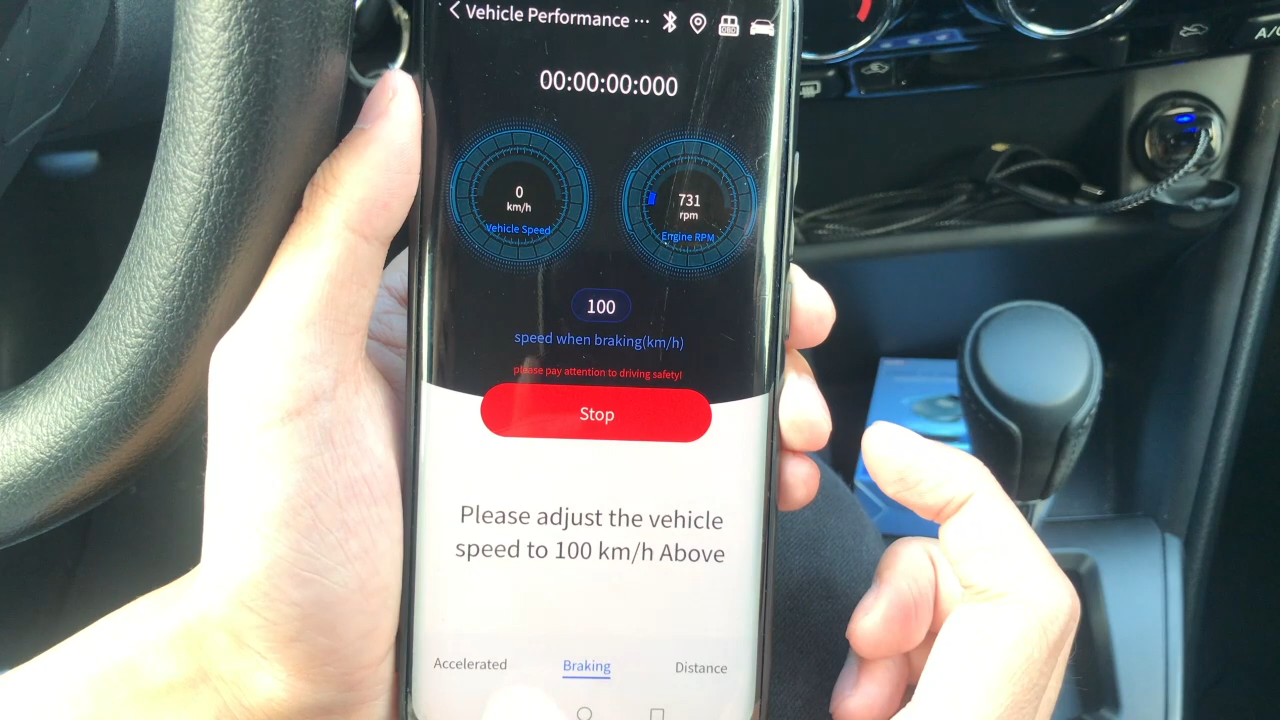 Vehicle Performance ...
OBD
00:00:00:000
0
km/h
Vehicle Speed
731
rpm
Engine RPM
100
speed when braking(km/h)
please pay attention to driving safety!
Stop
Please adjust the vehicle
speed to 100 km/h Above
Accelerated
Braking
Distance
A/C